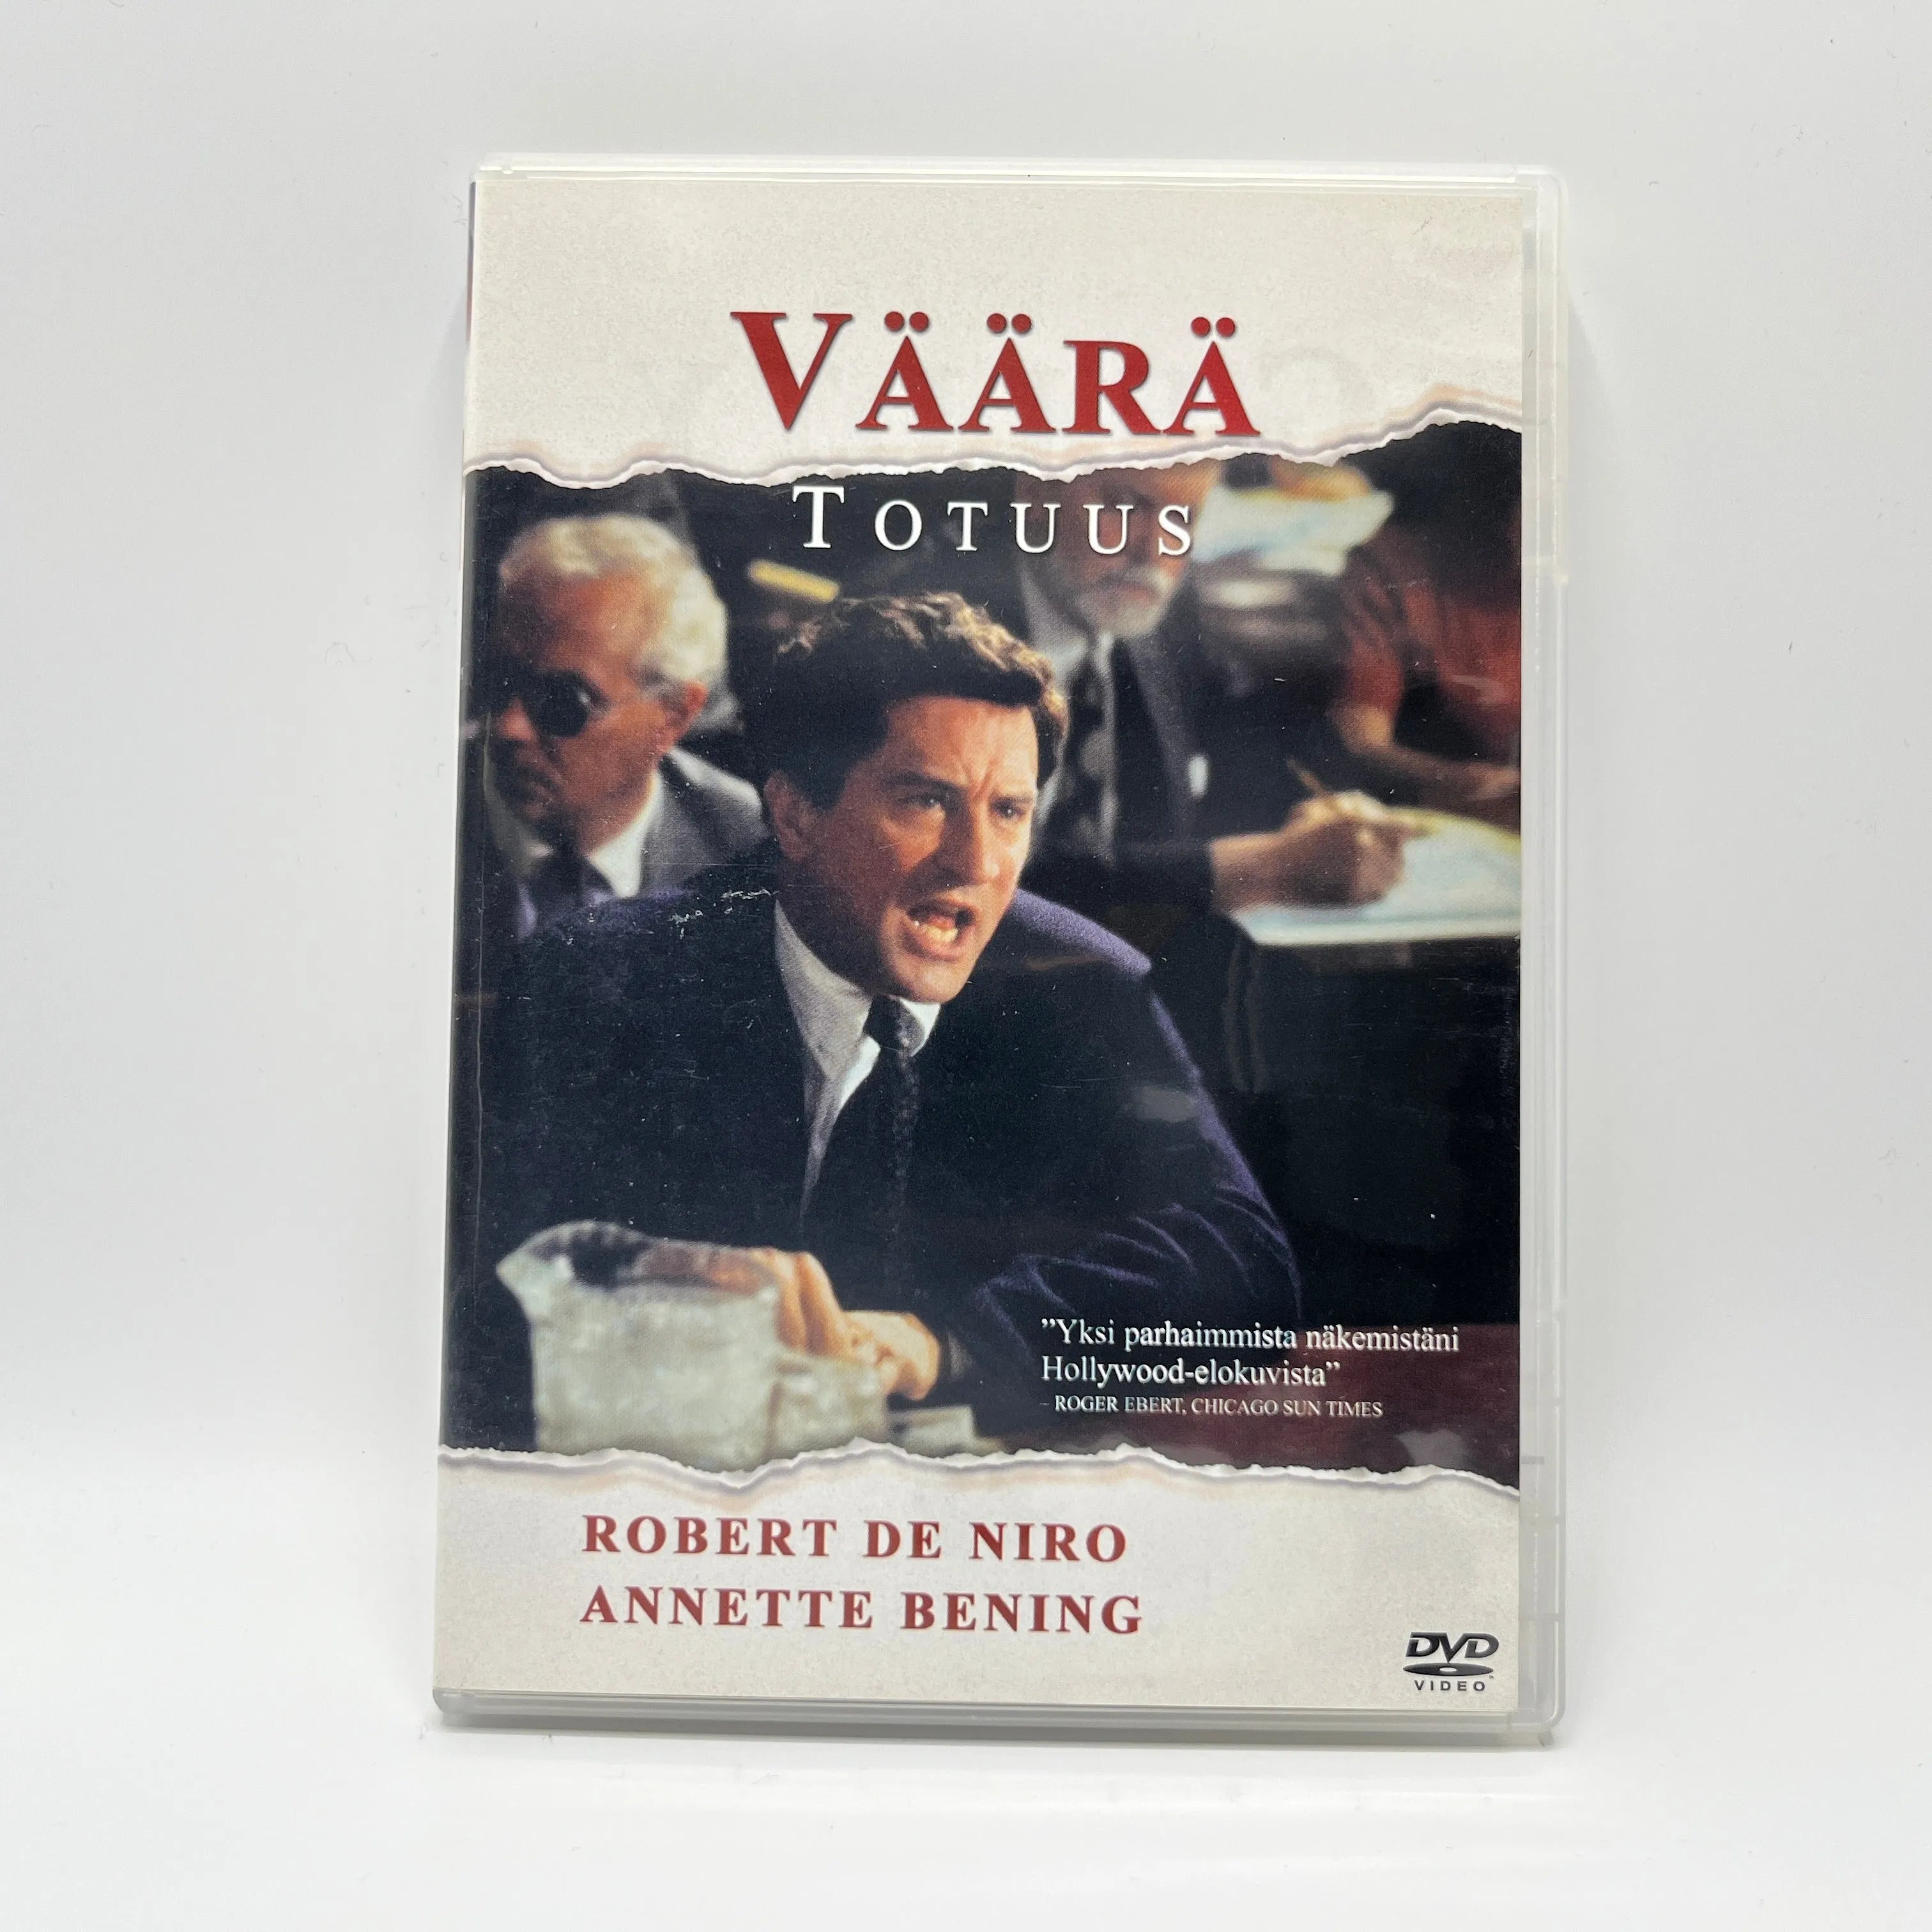 VÄÄRÄ
TOTUUS
”Yksi parhaimmista näkemistäni
Hollywood-elokuvista”
- ROGER EBERT, CHICAGO SUN TIMES
ROBERT DE NIRO
ANNETTE BENING
DVD
VIDEO